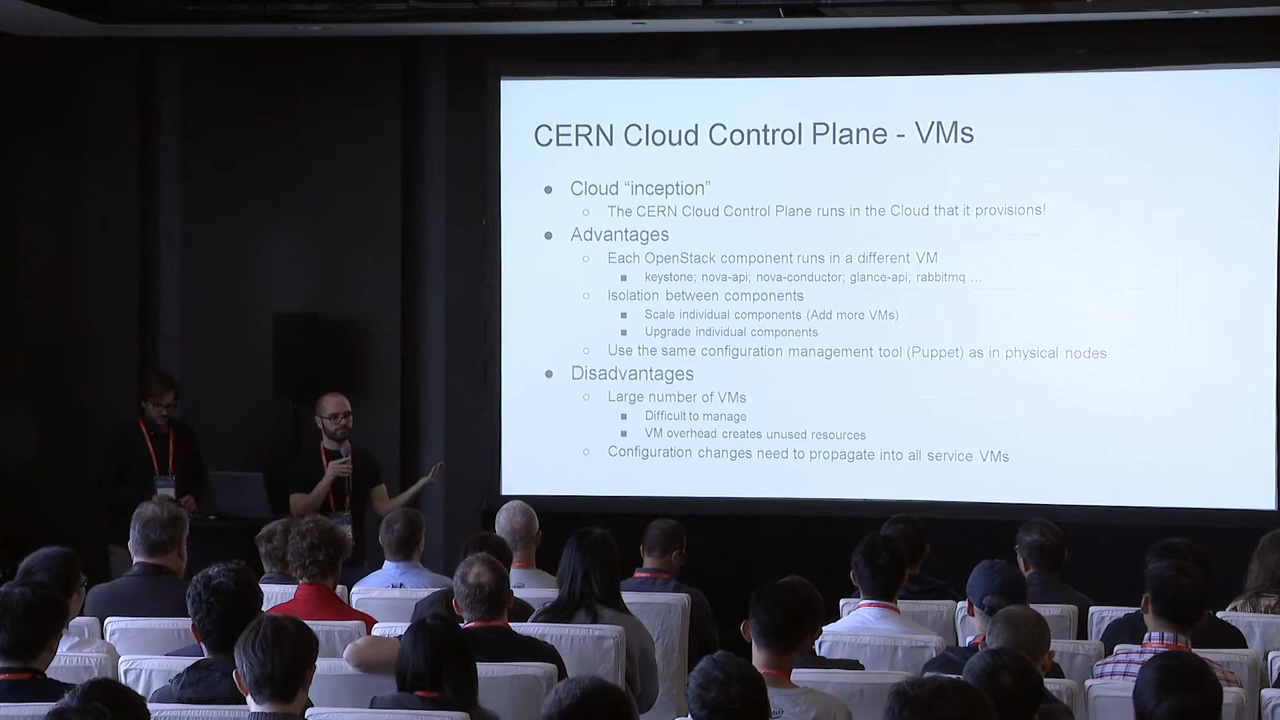 CERN Cloud Control Plane - VMs
● Cloud “inception”
○ The CERN Cloud Control Plane runs in the Cloud that it provisions!
● Advantages
○ Each OpenStack component runs in a different VM
■ keystone; nova-api; nova-conductor; glance-api; rabbitmq ...
○ Isolation between components
■ Scale individual components (Add more VMs)
■ Upgrade individual components
○ Use the same configuration management tool (Puppet) as in physical nodes
● Disadvantages
○ Large number of VMs
■ Difficult to manage
■ VM overhead creates unused resources
○ Configuration changes need to propagate into all service VMs